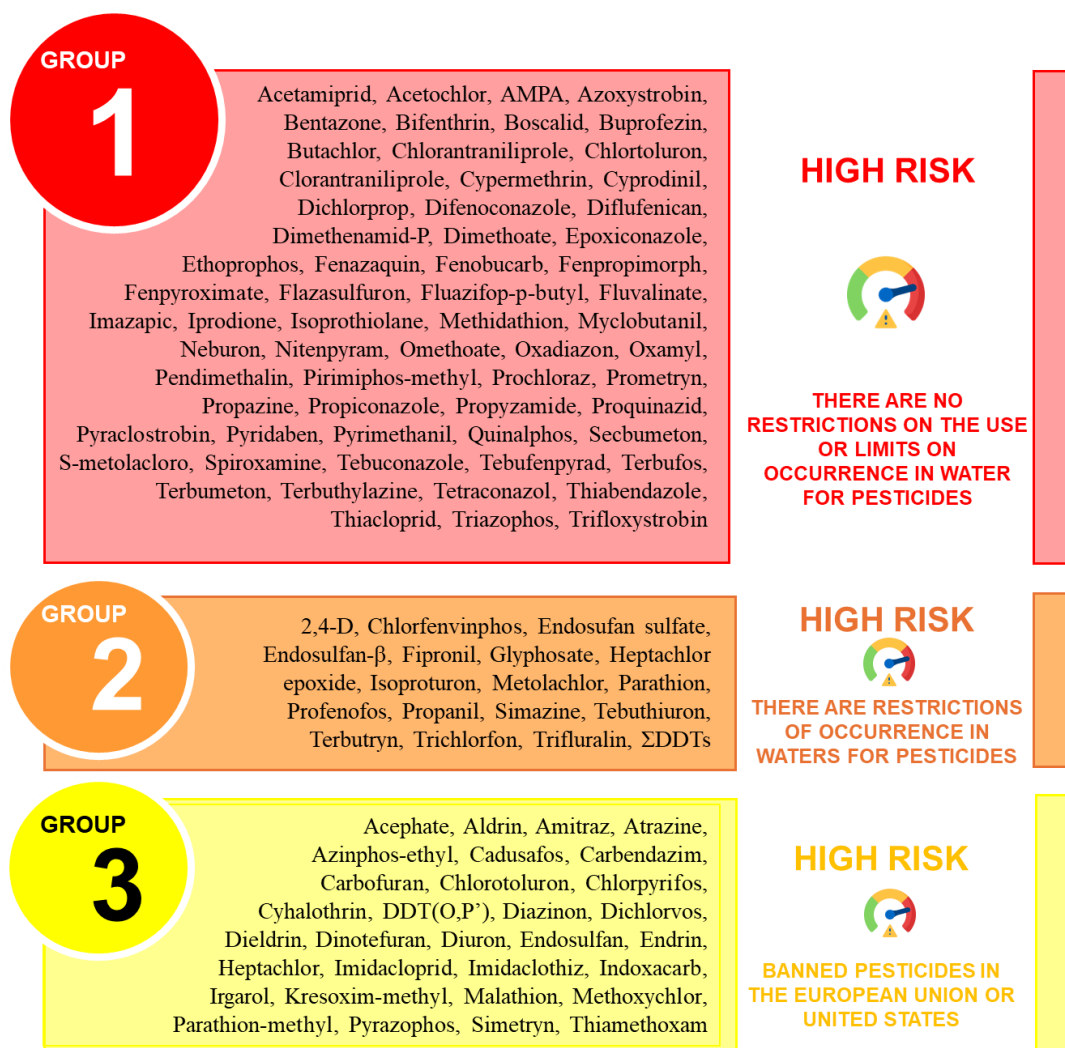 GROUP
1
Acetamiprid, Acetochlor, AMPA, Azoxystrobin,
Bentazone, Bifenthrin, Boscalid, Buprofezin,
Butachlor, Chlorantraniliprole, Chlortoluron,
Clorantraniliprole, Cypermethrin, Cyprodinil,
Dichlorprop, Difenoconazole, Diflufenican,
Dimethenamid-P, Dimethoate, Epoxiconazole,
Ethoprophos, Fenazaquin, Fenobucarb, Fenpropimorph,
Fenpyroximate, Flazasulfuron, Fluazifop-p-butyl, Fluvalinate,
Imazapic, Iprodione, Isoprothiolane, Methidathion, Myclobutanil,
Neburon, Nitenpyram, Omethoate, Oxadiazon, Oxamyl,
Pendimethalin, Pirimiphos-methyl, Prochloraz, Prometryn,
Propazine, Propiconazole, Propyzamide, Proquinazid,
Pyraclostrobin, Pyridaben, Pyrimethanil, Quinalphos, Secbumeton,
S-metolacloro, Spiroxamine, Tebuconazole, Tebufenpyrad, Terbufos,
Terbumeton, Terbuthylazine, Tetraconazol, Thiabendazole,
Thiacloprid, Triazophos, Trifloxystrobin
HIGH RISK
THERE ARE NO
RESTRICTIONS ON THE USE
OR LIMITS ON
OCCURRENCE IN WATER
FOR PESTICIDES
GROUP
2
2,4-D, Chlorfenvinphos, Endosufan sulfate,
Endosulfan-β, Fipronil, Glyphosate, Heptachlor
epoxide, Isoproturon, Metolachlor, Parathion,
Profenofos, Propanil, Simazine, Tebuthiuron,
Terbutryn, Trichlorfon, Trifluralin, ΣDDTs
HIGH RISK
THERE ARE RESTRICTIONS
OF OCCURRENCE IN
WATERS FOR PESTICIDES
GROUP
3
Acephate, Aldrin, Amitraz, Atrazine,
Azinphos-ethyl, Cadusafos, Carbendazim,
Carbofuran, Chlorotoluron, Chlorpyrifos,
Cyhalothrin, DDT(O,P’), Diazinon, Dichlorvos,
Dieldrin, Dinotefuran, Diuron, Endosulfan, Endrin,
Heptachlor, Imidacloprid, Imidaclothiz, Indoxacarb,
Irgarol, Kresoxim-methyl, Malathion, Methoxychlor,
Parathion-methyl, Pyrazophos, Simetryn, Thiamethoxam
HIGH RISK
BANNED PESTICIDES IN
THE EUROPEAN UNION OR
UNITED STATES